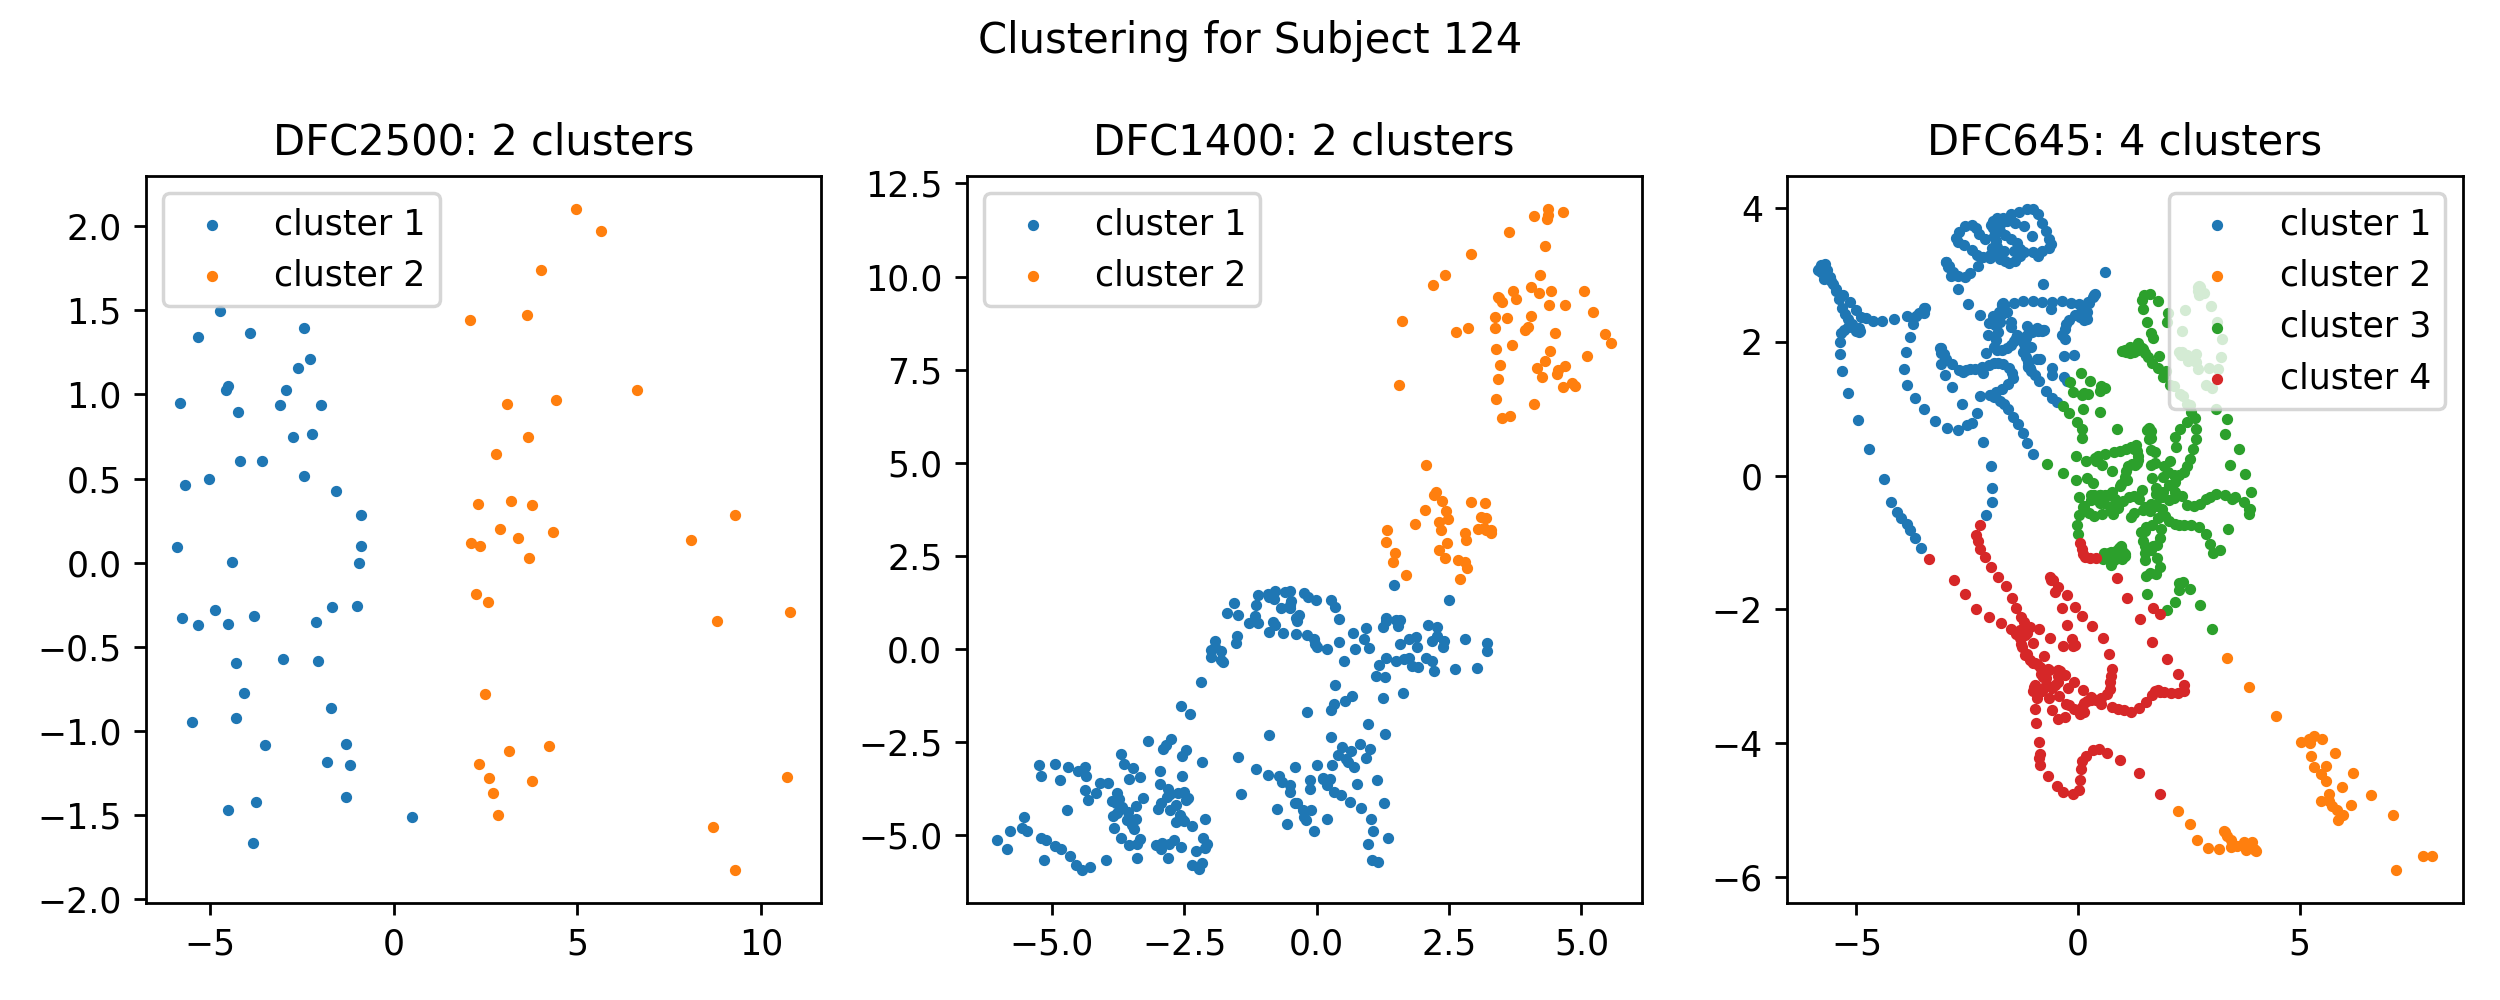 Clustering for Subject 124
DFC2500: 2 clusters
cluster 1
cluster 2
2.0
1.5
1.0
0.5
0.0
−0.5
−1.0
−1.5
−2.0
−5
0
5
10
DFC1400: 2 clusters
cluster 1
cluster 2
12.5
10.0
7.5
5.0
2.5
0.0
−2.5
−5.0
−5.0
−2.5
0.0
2.5
5.0
DFC645: 4 clusters
cluster 1
cluster 2
cluster 3
cluster 4
4
2
0
−2
−4
−6
−5
0
5